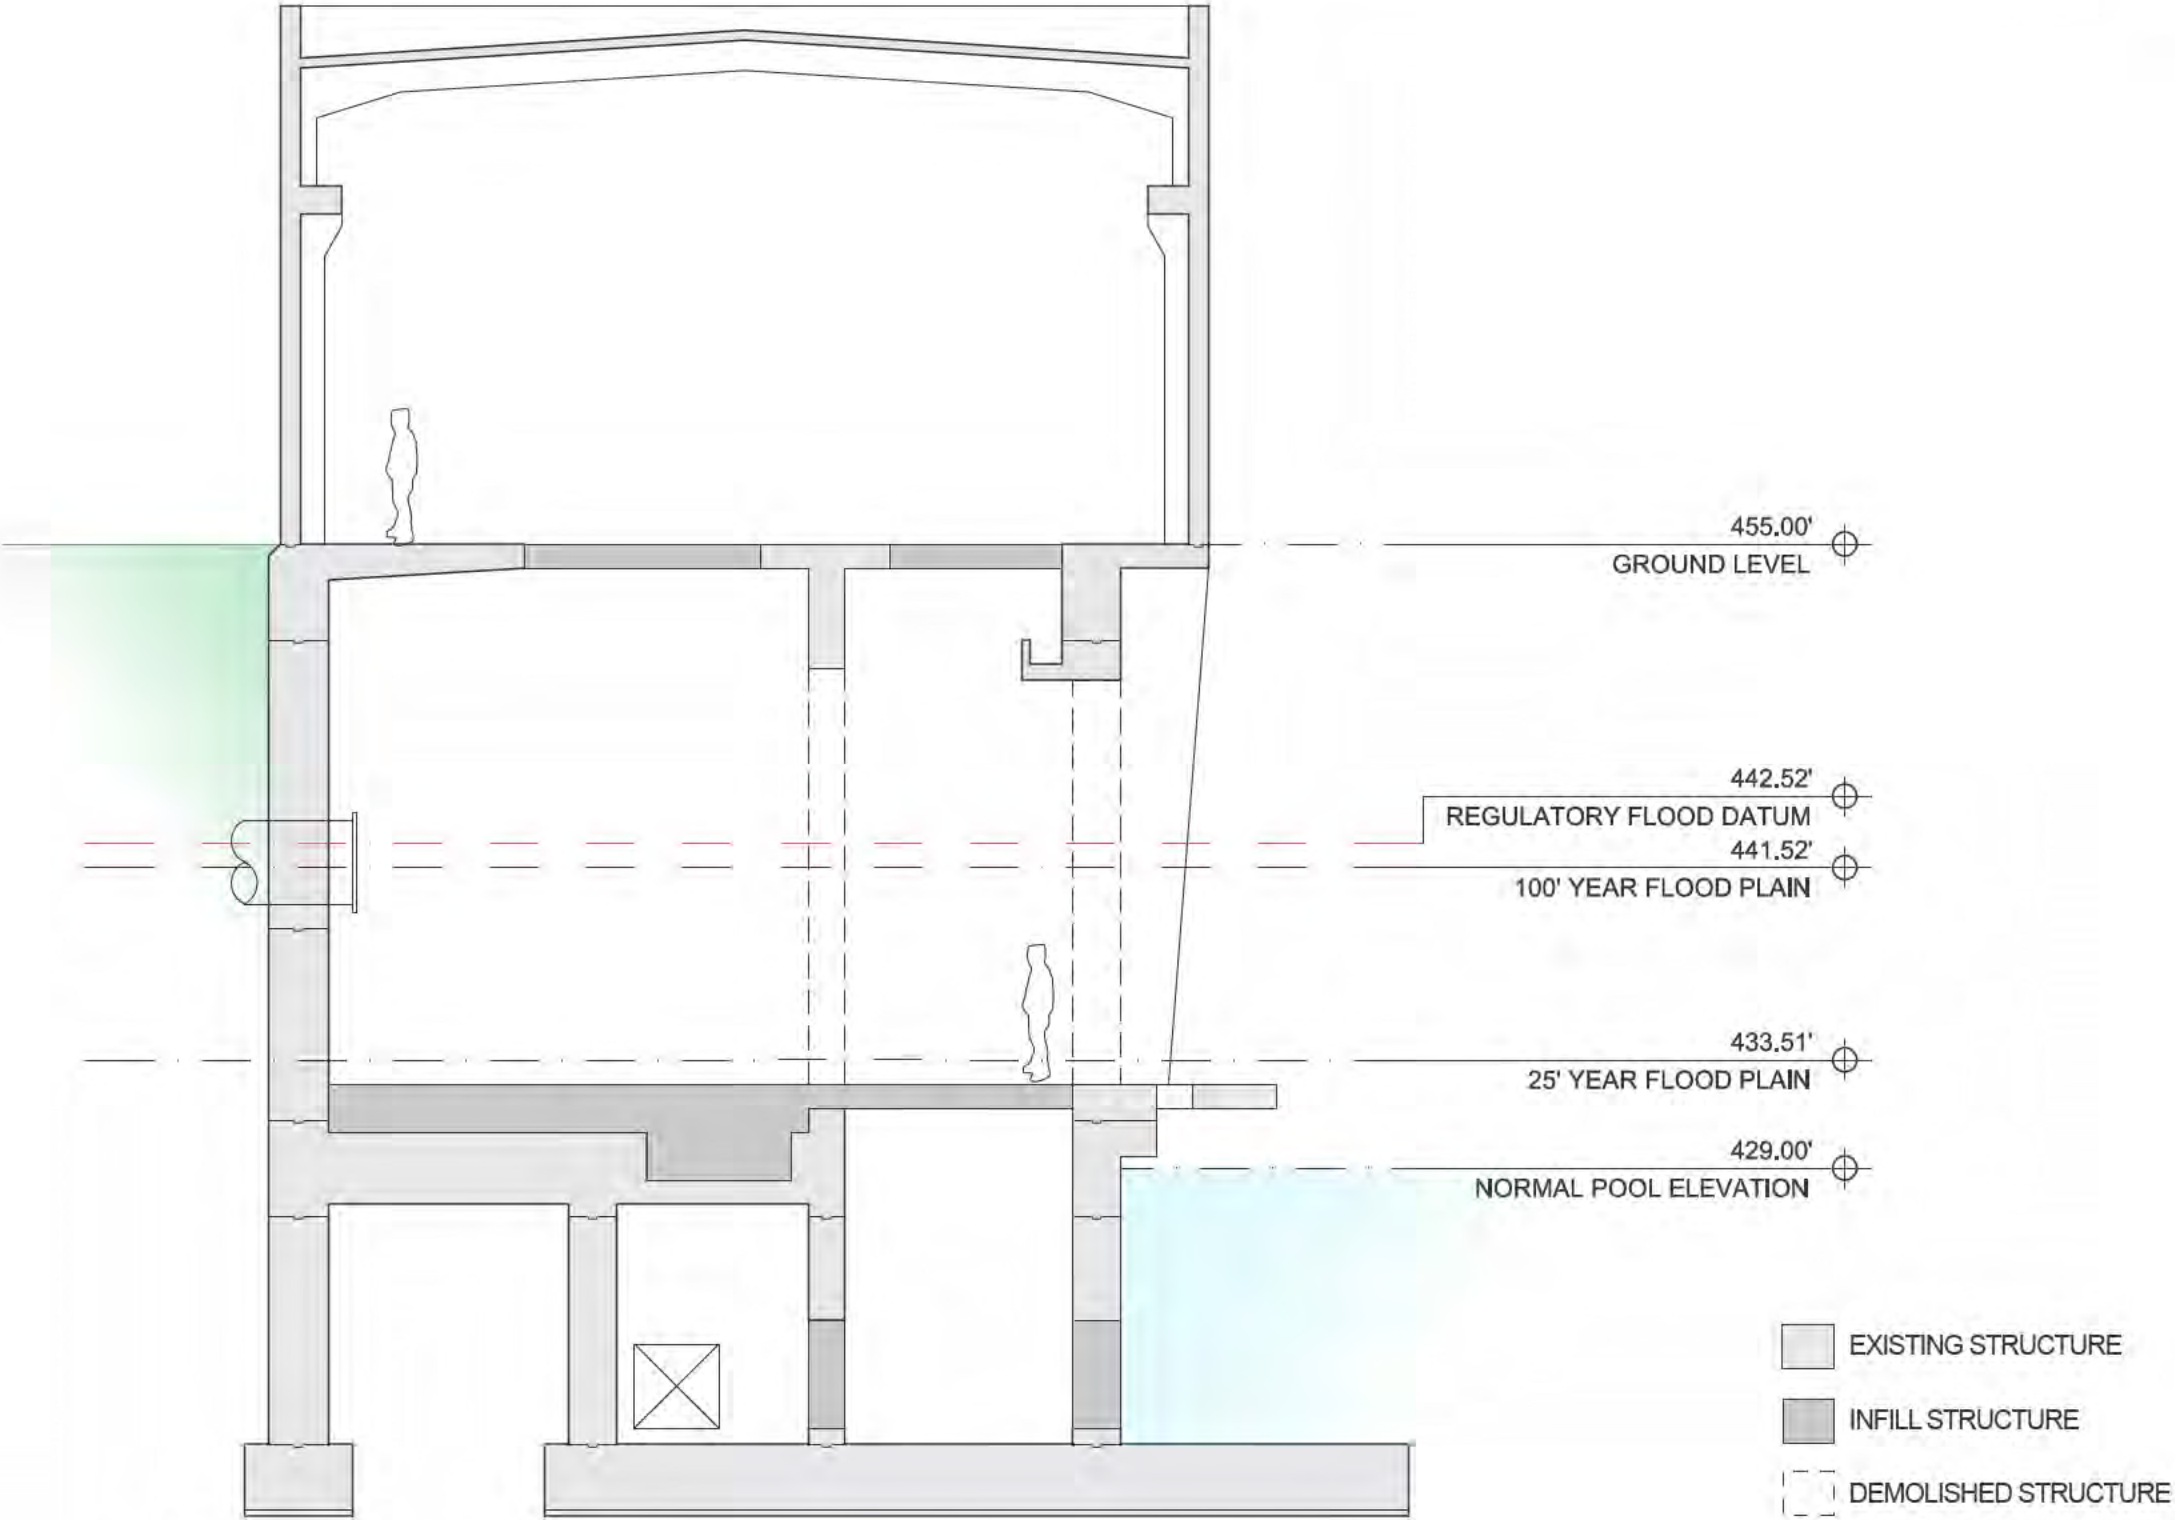 455.00'
GROUND LEVEL
442.52'
REGULATORY FLOOD DATUM
441.52'
100' YEAR FLOOD PLAIN
433.51'
25' YEAR FLOOD PLAIN
429.00'
NORMAL POOL ELEVATION
EXISTING STRUCTURE
INFILL STRUCTURE
DEMOLISHED STRUCTURE